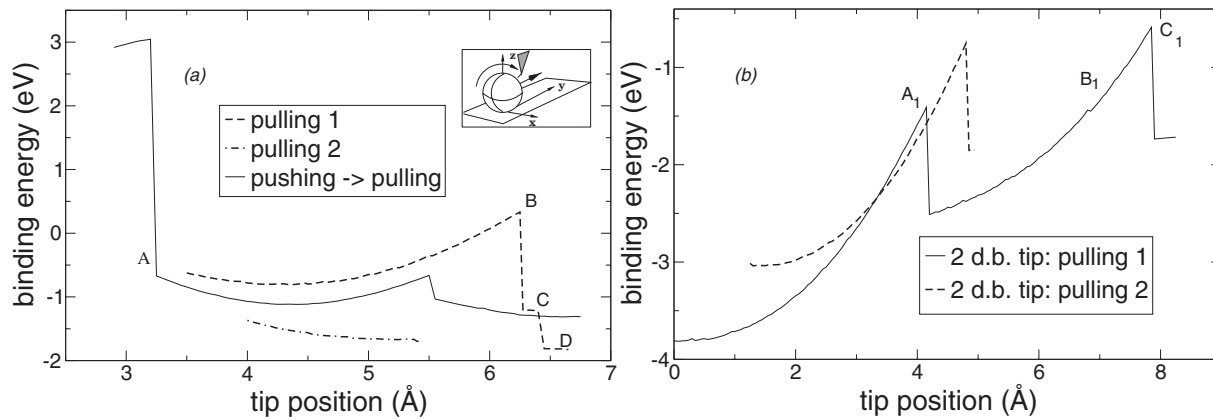 binding energy (eV)
3
2
1
0
-1
-2
3
4
5
6
7
tip position (Å)
(a)
pulling 1
pulling 2
pushing -> pulling
A
B
C
D
z
y
x
binding energy (eV)
-1
-2
-3
-4
0
2
4
6
8
tip position (Å)
(b)
A1
B1
C1
2 d.b. tip: pulling 1
2 d.b. tip: pulling 2